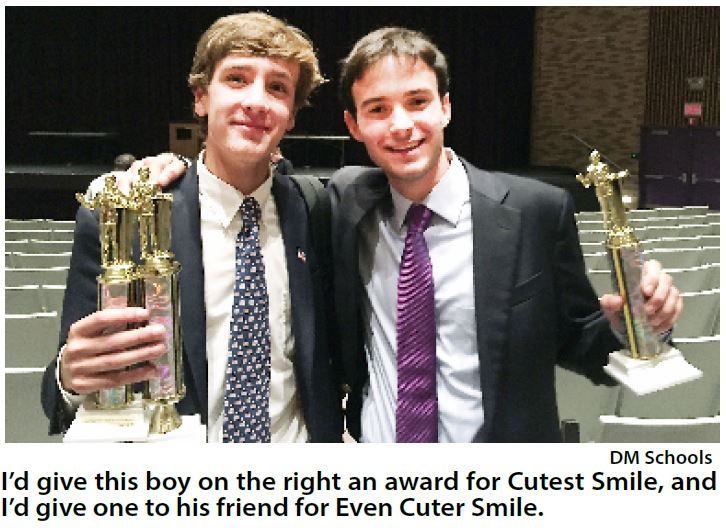 DM Schools
I'd give this boy on the right an award for Cutest Smile, and
I'd give one to his friend for Even Cuter Smile.